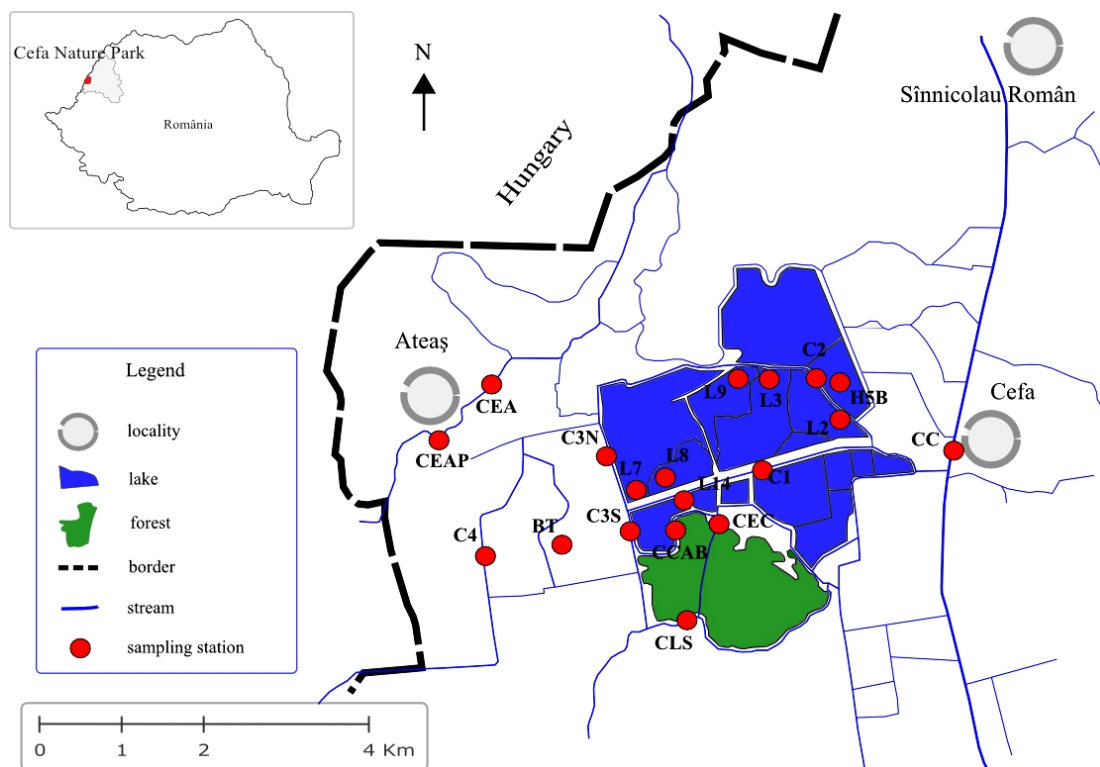 Cefa Nature Park
România
N
Hungary
Sînnicolau Român
Ateaş
CEA
CEAP
C3N
L7
L8
L9
L3
C2
H5B
L2
CC
Cefa
C1
L14
C3S
CCAB
CEC
BT
C4
CLS
Legend
locality
lake
forest
border
stream
sampling station
0 1 2 4 Km